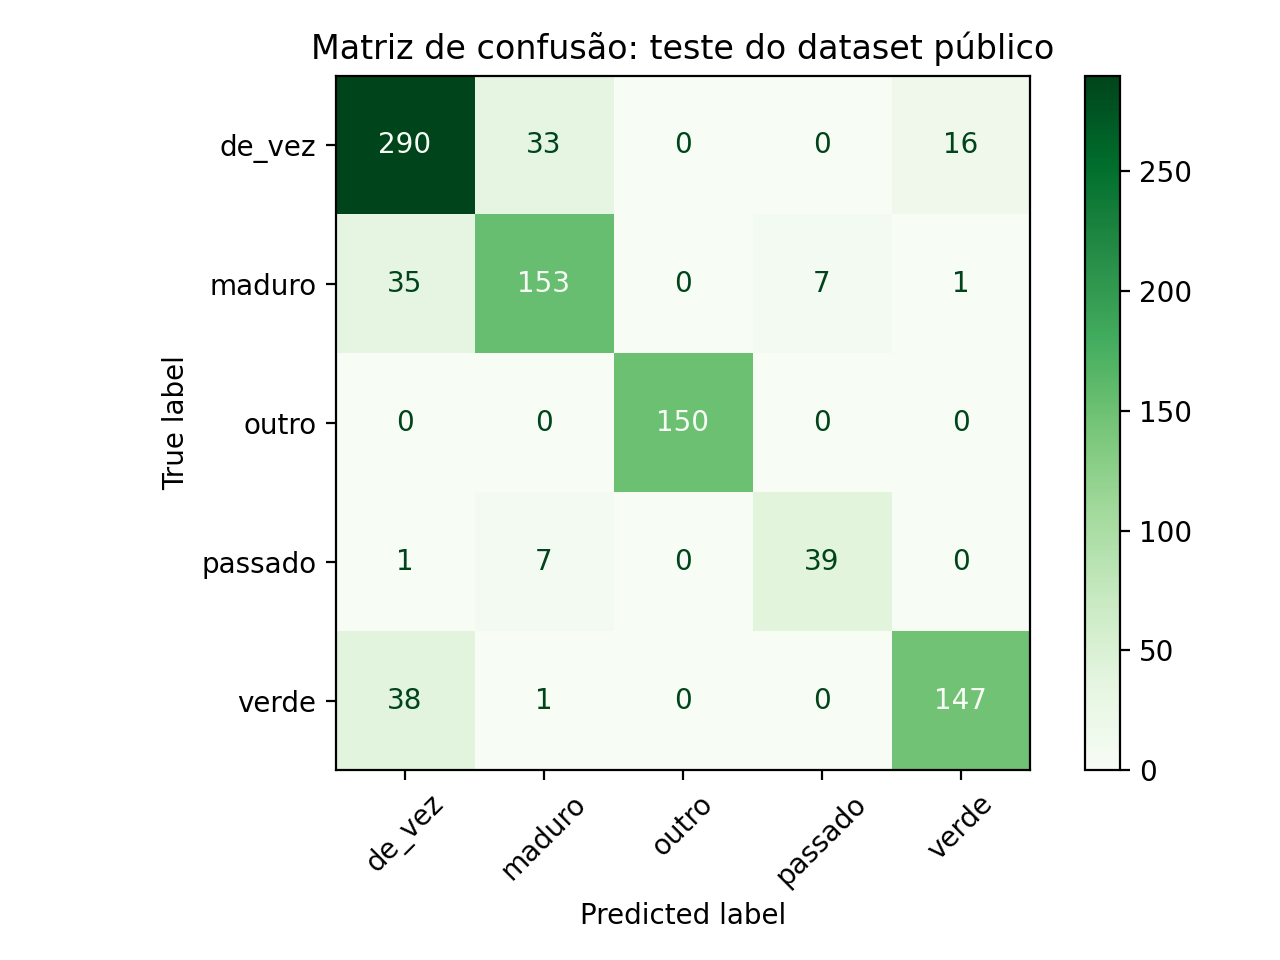 Matriz de confusão: teste do dataset público
de_vez 290 33 0 0 16
maduro 35 153 0 7 1
outro 0 0 150 0 0
passado 1 7 0 39 0
verde 38 1 0 0 147
True label
de_vez maduro outro passado verde
Predicted label
250
200
150
100
50
0